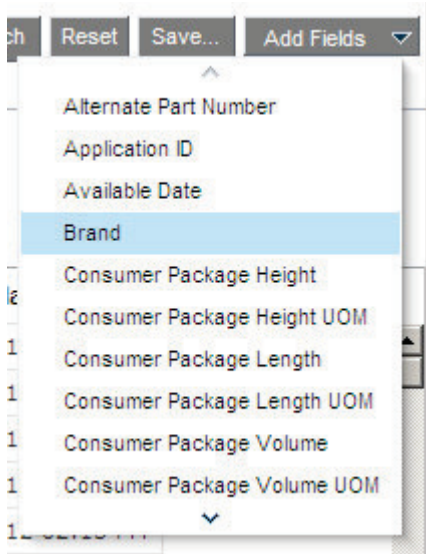 Reset Save... Add Fields
Alternate Part Number
Application ID
Available Date
Brand
Consumer Package Height
Consumer Package Height UOM
Consumer Package Length
Consumer Package Length UOM
Consumer Package Volume
Consumer Package Volume UOM